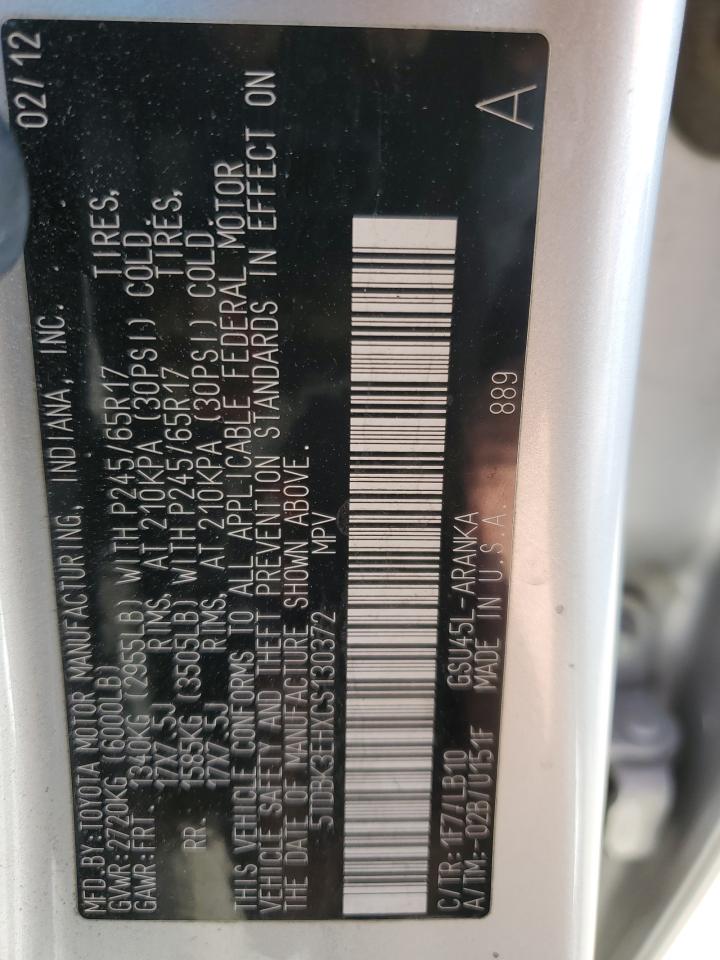 MFD.BY:TOYOTA MOTOR MANUFACTURING, INDIANA, INC. 02/12
GVWR:2720KG (6000LB)
GAWR:FRT. 1340KG (2955LB) WITH P245/65R17 TIRES,
17X7.5J RIMS, AT 210KPA (30PSI) COLD.
RR. 1585KG (3505LB) WITH P245/65R17 TIRES,
17X7.5J RIMS, AT 210KPA (30PSI) COLD.
THIS VEHICLE CONFORMS TO ALL APPLICABLE FEDERAL MOTOR
VEHICLE SAFETY AND THEFT PREVENTION STANDARDS IN EFFECT ON
THE DATE OF MANUFACTURE SHOWN ABOVE.
5TDBK3EHXCS130372 MPV
C/TR:1F7/LB10 GSU45L-ARANKA 889 A
A/TM:-02B/U151F MADE IN U.S.A.